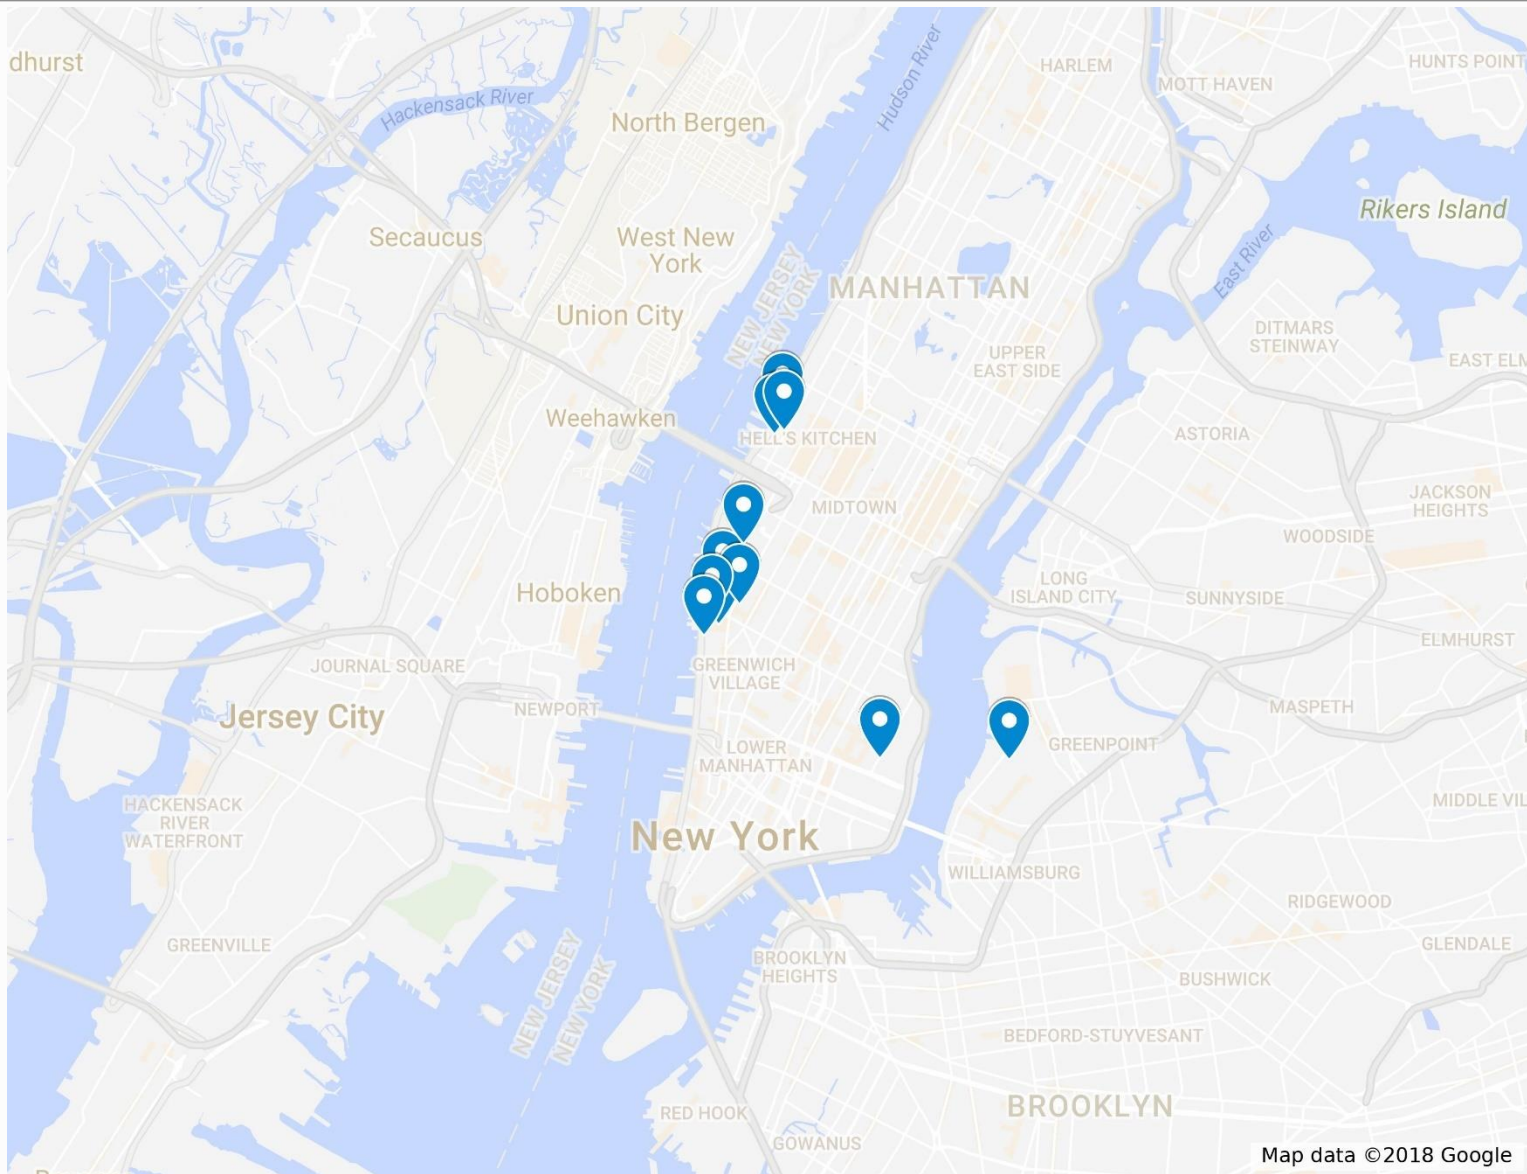 dhurst
Hackensack River
North Bergen
Hudson River
HARLEM
MOTT HAVEN
HUNTS POINT
Rikers Island
East River
Secaucus
West New
York
NEW JERSEY
NEW YORK
MANHATTAN
Union City
DITMARS
STEINWAY
UPPER
EAST SIDE
EAST ELM
Weehawken
HELL'S KITCHEN
ASTORIA
MIDTOWN
JACKSON
HEIGHTS
WOODSIDE
Hoboken
LONG
ISLAND CITY
SUNNYSIDE
ELMHURST
JOURNAL SQUARE
GREENWICH
VILLAGE
Jersey City
NEWPORT
MASPETH
LOWER
MANHATTAN
GREENPOINT
HACKENSACK
RIVER
WATERFRONT
MIDDLE VIL
New York
WILLIAMSBURG
RIDGEWOOD
GREENVILLE
NEW JERSEY
NEW YORK
BROOKLYN
HEIGHTS
GLENDALE
BUSHWICK
BEDFORD-STUYVESANT
RED HOOK
BROOKLYN
GOWANUS
Map data ©2018 Google